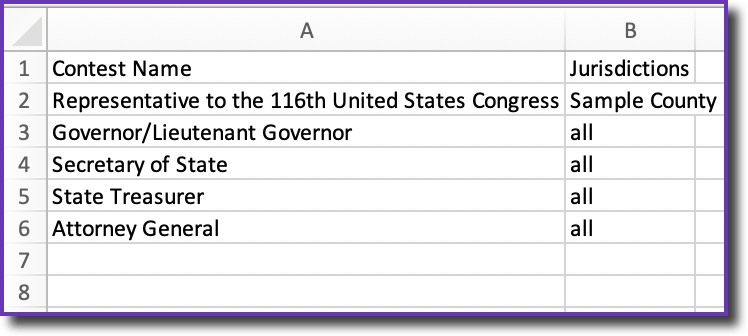 A B
1 Contest Name Jurisdictions
2 Representative to the 116th United States Congress Sample County
3 Governor/Lieutenant Governor all
4 Secretary of State all
5 State Treasurer all
6 Attorney General all
7
8